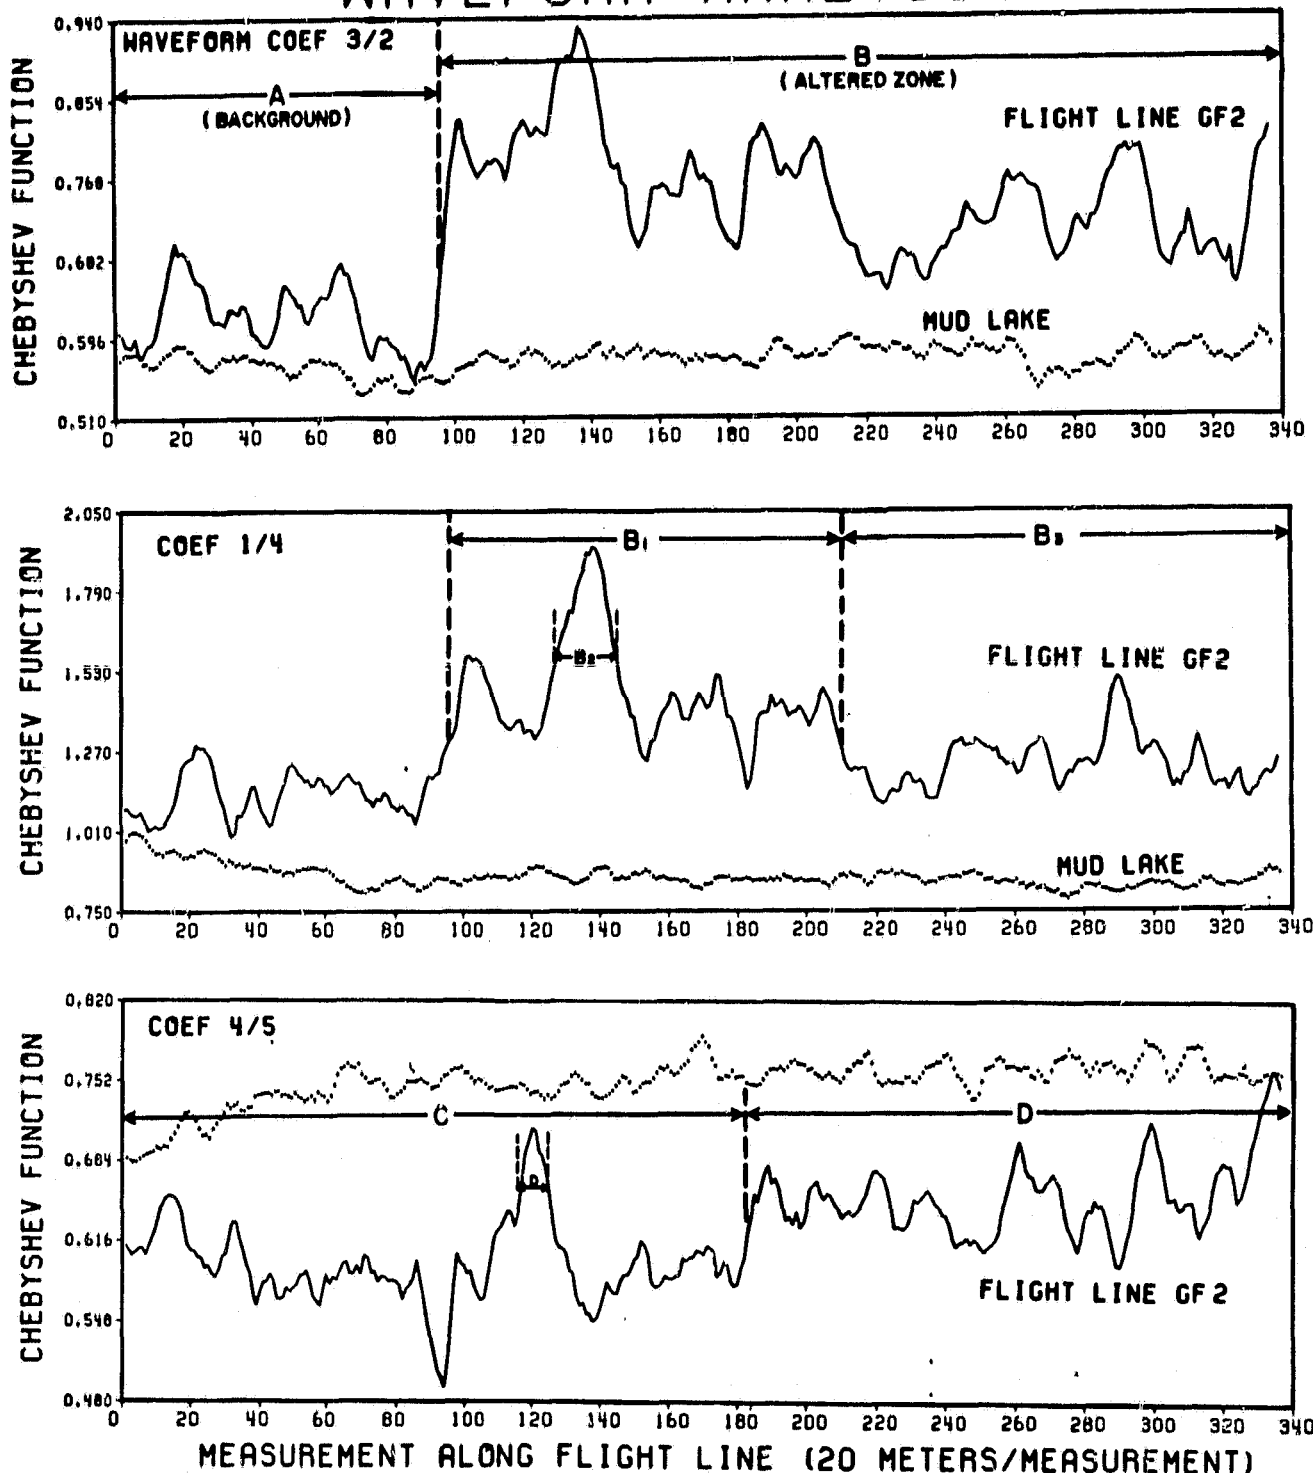 WAVEFORM COEF 3/2
A
(BACKGROUND)
B
(ALTERED ZONE)
FLIGHT LINE GF2
MUD LAKE
CHEBYSHEV FUNCTION
0.940
0.854
0.768
0.682
0.596
0.510
0 20 40 60 80 100 120 140 160 180 200 220 240 260 280 300 320 340
COEF 1/4
B1
B2
B3
FLIGHT LINE GF2
MUD LAKE
CHEBYSHEV FUNCTION
2.050
1.790
1.530
1.270
1.010
0.750
0 20 40 60 80 100 120 140 160 180 200 220 240 260 280 300 320 340
COEF 4/5
C
D
D
FLIGHT LINE GF2
CHEBYSHEV FUNCTION
0.820
0.752
0.684
0.616
0.548
0.480
0 20 40 60 80 100 120 140 160 180 200 220 240 260 280 300 320 340
MEASUREMENT ALONG FLIGHT LINE (20 METERS/MEASUREMENT)